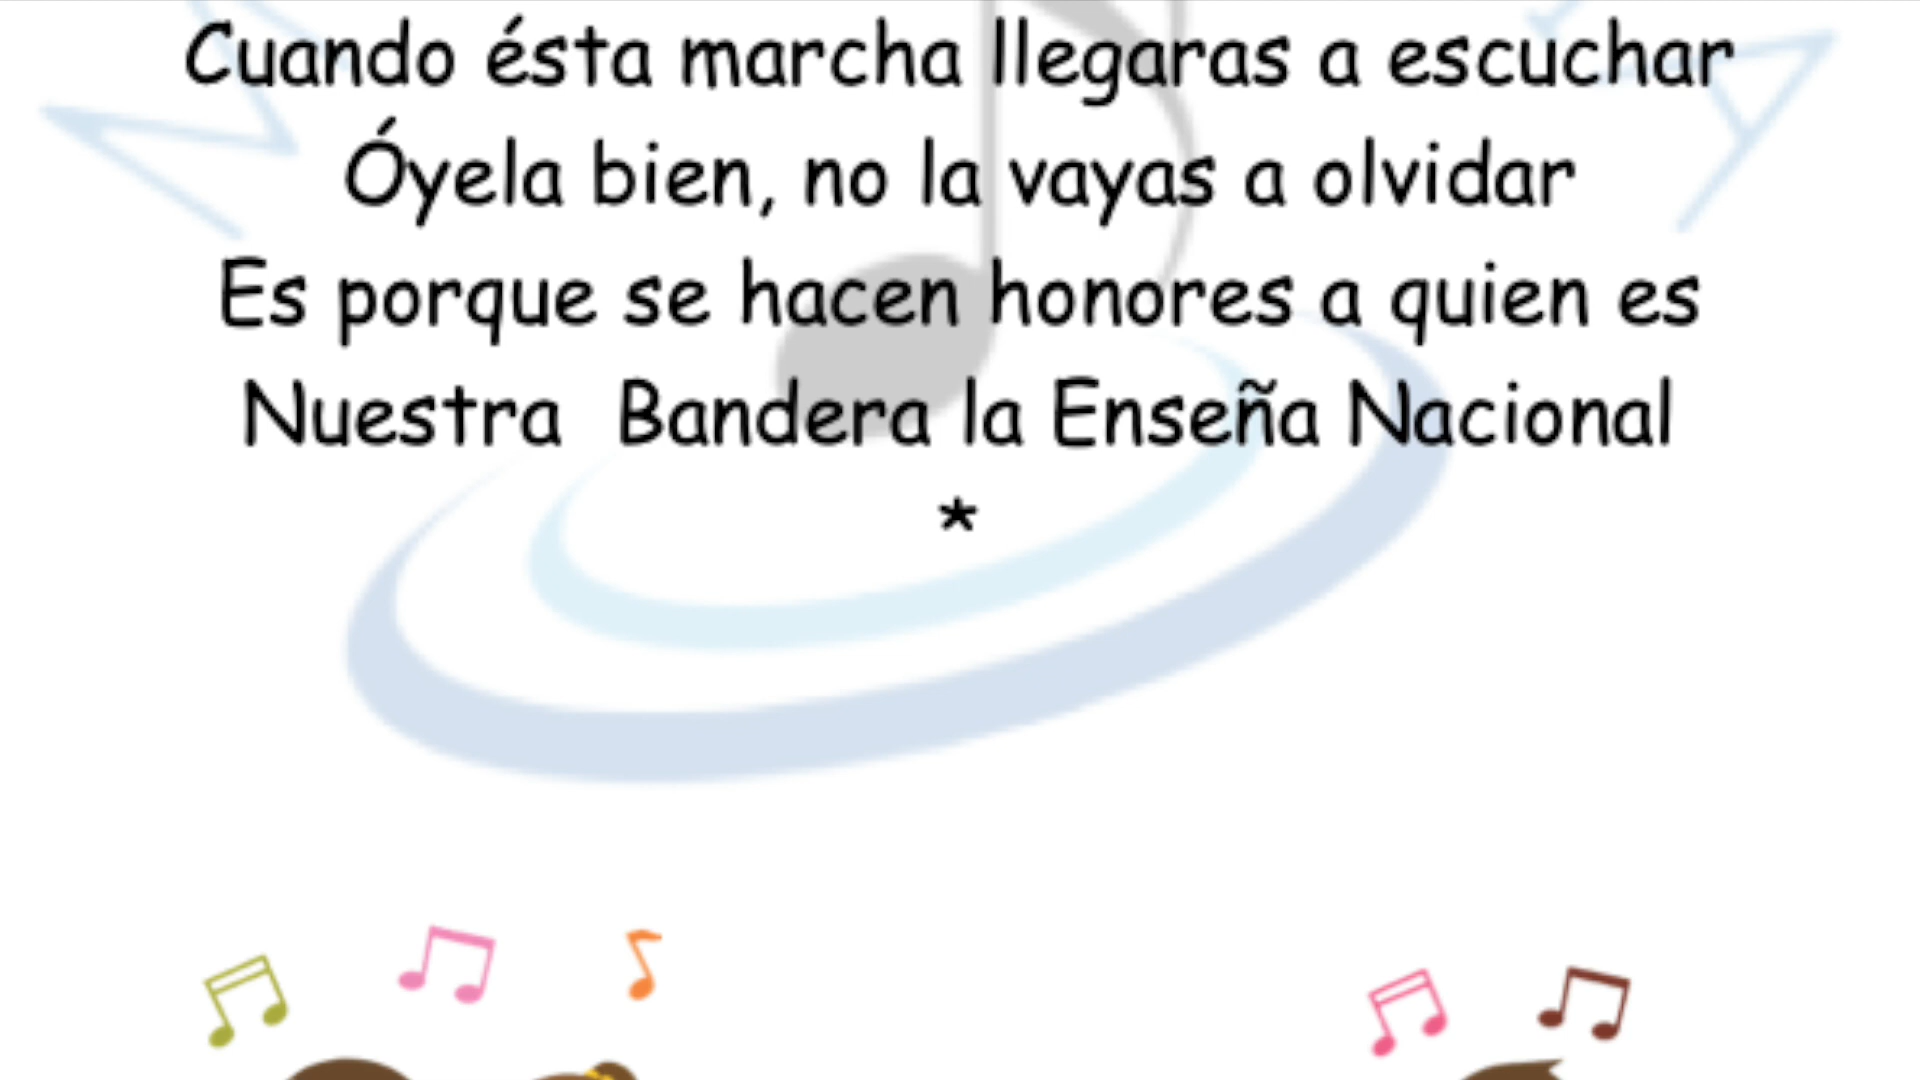 Cuando ésta marcha llegaras a escuchar
Óyela bien, no la vayas a olvidar
Es porque se hacen honores a quien es
Nuestra  Bandera la Enseña Nacional
*